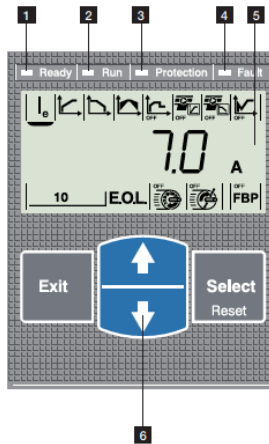 1 2 3 4 5
Ready Run Protection Fault
Ie OFF OFF OFF OFF
7.0 A
10 E.O.L. OFF OFF OFF FBP
Exit Select
Reset
6